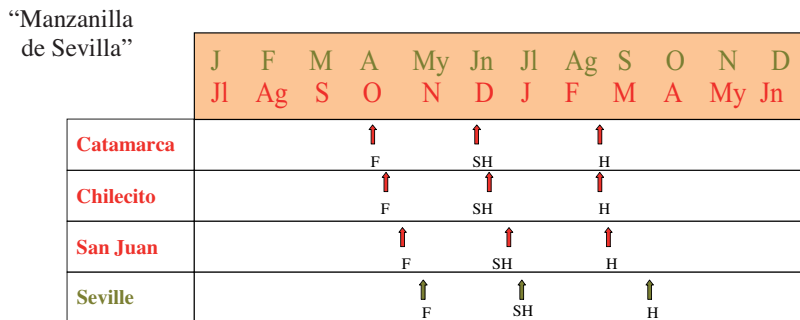 “Manzanilla
de Sevilla”
J F M A My Jn Jl Ag S O N D
Jl Ag S O N D J F M A My Jn
Catamarca
F SH H
Chilecito
F SH H
San Juan
F SH H
Seville
F SH H